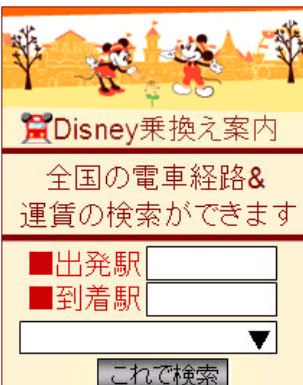 Disney乗換え案内
全国の電車経路&
運賃の検索ができます
■出発駅
■到着駅
これで検索